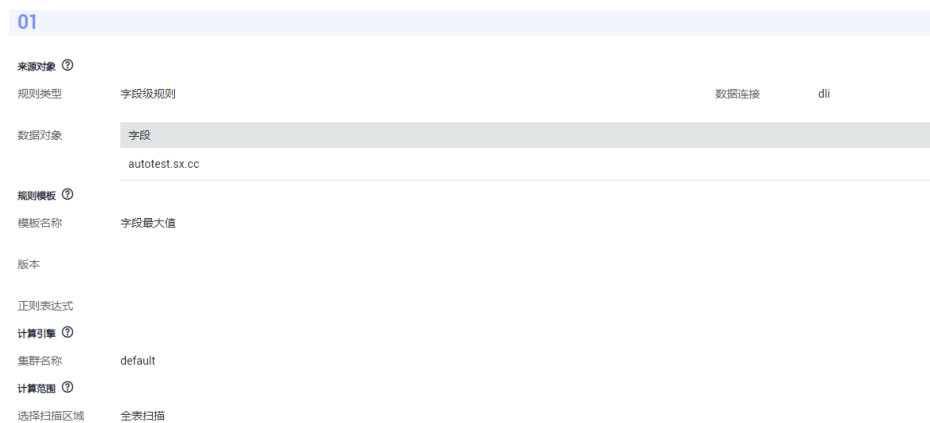 01
来源对象
规则类型 字段级规则 数据连接 dli
数据对象 字段
autotest.sx.cc
规则模板
模板名称 字段最大值
版本
正则表达式
计算引擎
集群名称 default
计算范围
选择扫描区域 全表扫描